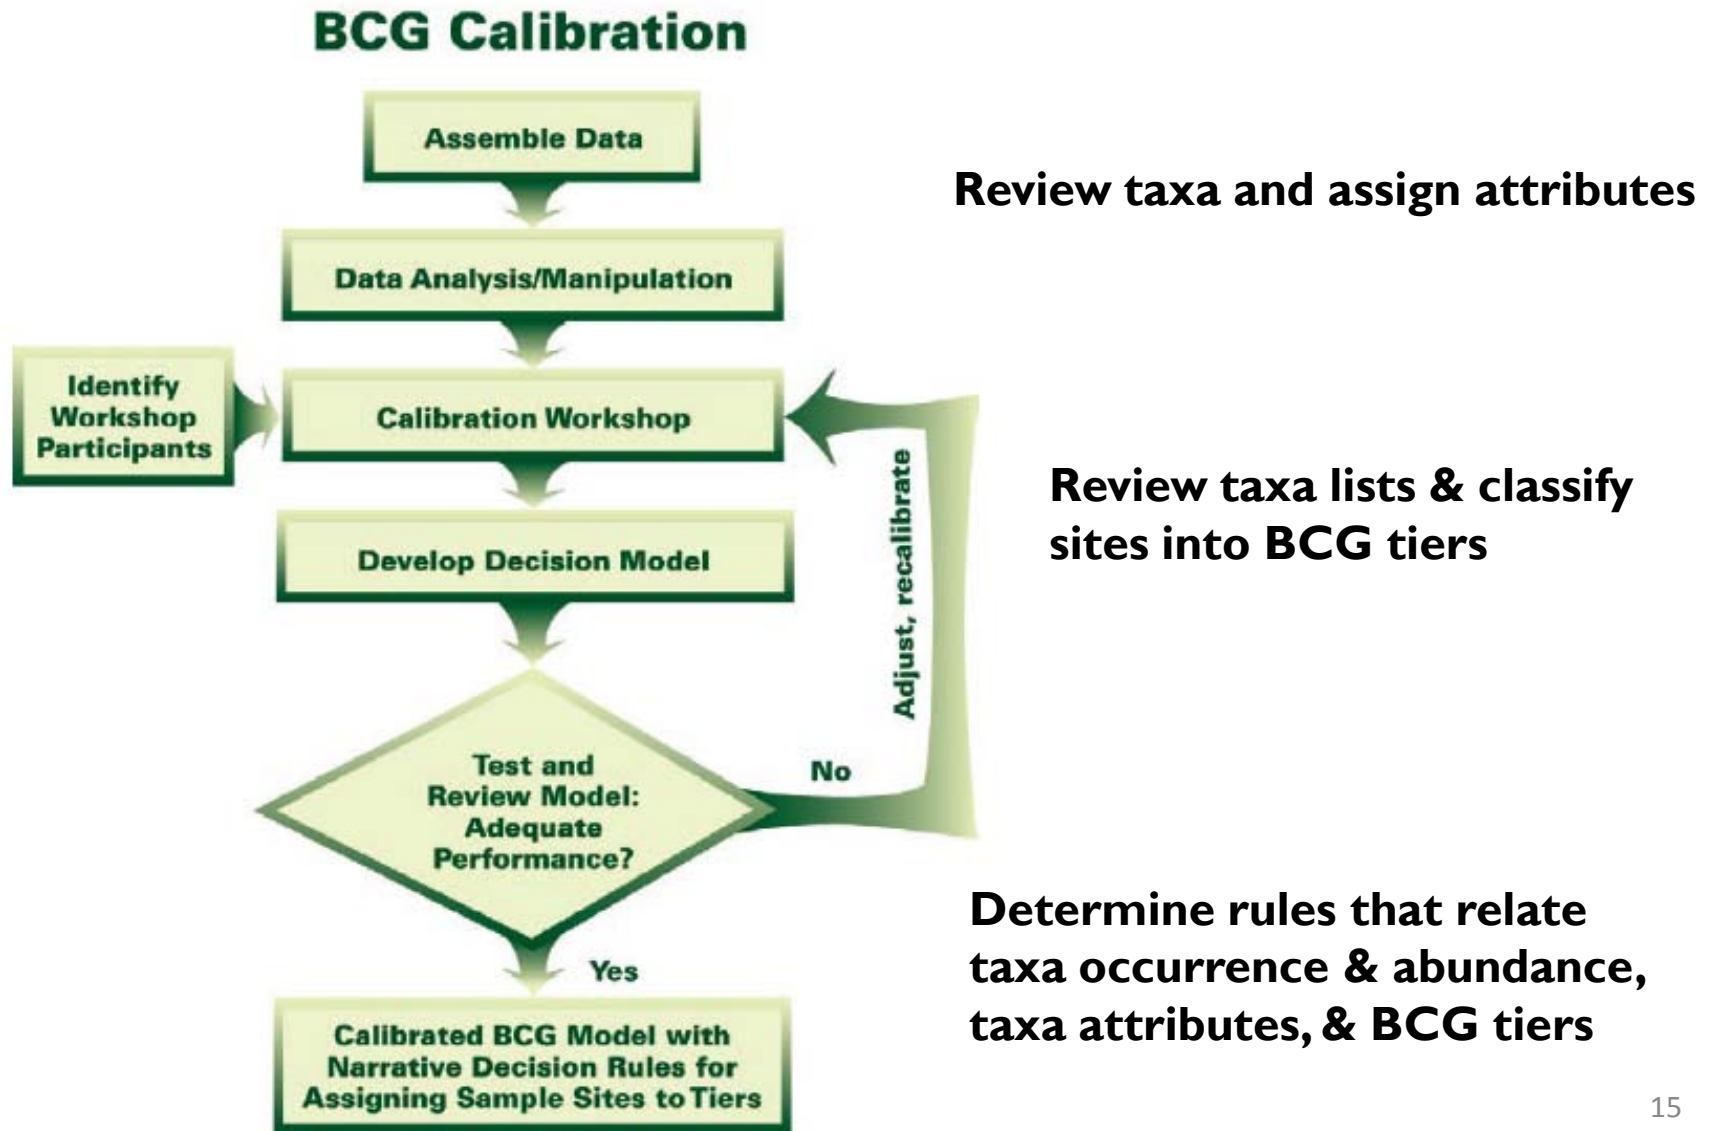 BCG Calibration
Assemble Data
Review taxa and assign attributes
Data Analysis/Manipulation
Identify
Workshop
Participants
Calibration Workshop
Adjust, recalibrate
Review taxa lists & classify
sites into BCG tiers
Develop Decision Model
Test and
Review Model:
Adequate
Performance?
No
Determine rules that relate
taxa occurrence & abundance,
taxa attributes, & BCG tiers
Yes
Calibrated BCG Model with
Narrative Decision Rules for
Assigning Sample Sites to Tiers
15